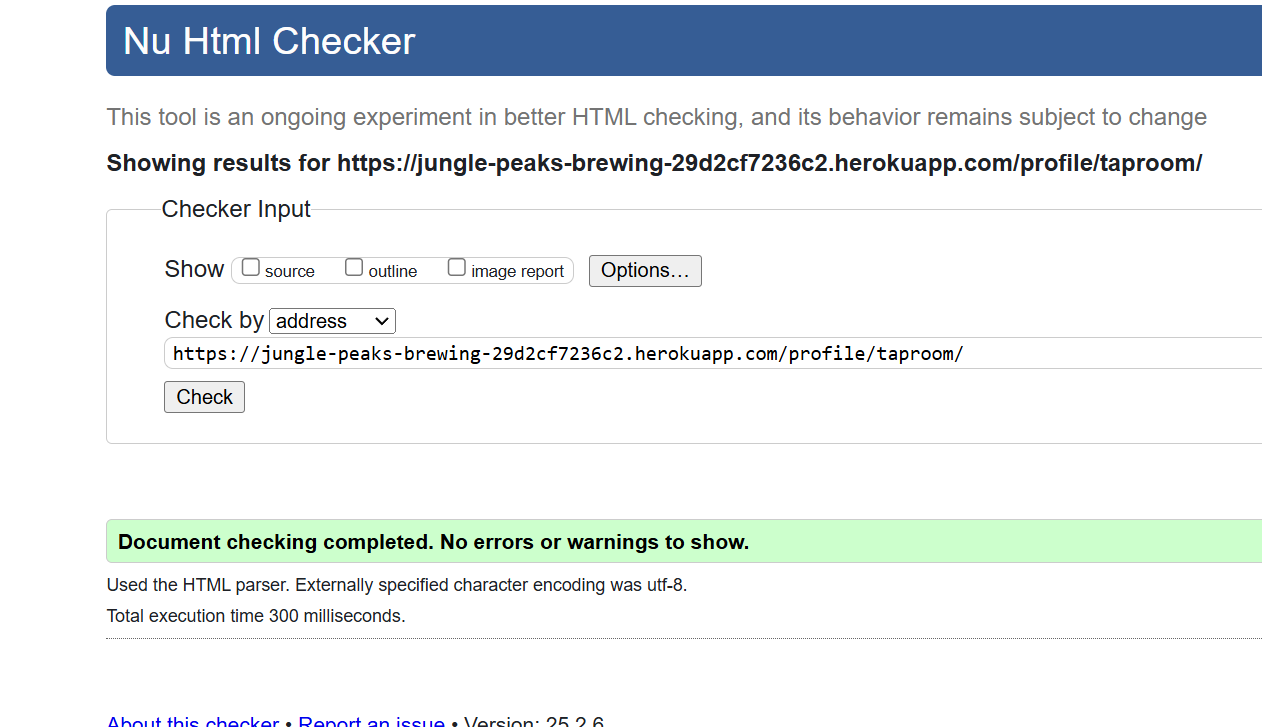 Nu Html Checker
This tool is an ongoing experiment in better HTML checking, and its behavior remains subject to change
Showing results for https://jungle-peaks-brewing-29d2cf7236c2.herokuapp.com/profile/taproom/
Checker Input
Show source outline image report Options…
Check by address
https://jungle-peaks-brewing-29d2cf7236c2.herokuapp.com/profile/taproom/
Check
Document checking completed. No errors or warnings to show.
Used the HTML parser. Externally specified character encoding was utf-8.
Total execution time 300 milliseconds.
About this checker • Report an issue • Version: 25.2.6